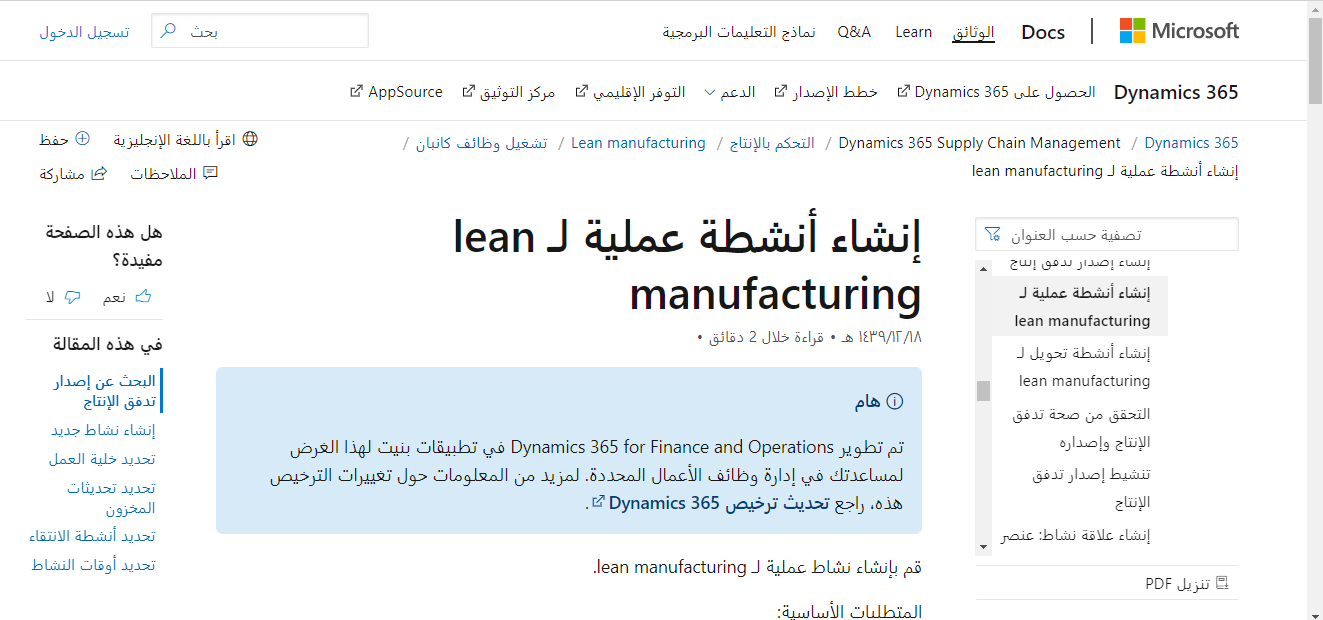 Microsoft
Docs
الوثائق
Learn
Q&A
نماذج التعليمات البرمجية
بحث
تسجيل الدخول
Dynamics 365
الحصول على Dynamics 365
خطط الإصدار
الدعم
التوفر الإقليمي
مركز التوثيق
AppSource
Dynamics 365 / Dynamics 365 Supply Chain Management / التحكم بالإنتاج / Lean manufacturing / تشغيل وظائف كانبان /
إنشاء أنشطة عملية لـ lean manufacturing
اقرأ باللغة الإنجليزية
حفظ
الملاحظات
مشاركة
تصفية حسب العنوان
إنشاء إصدار تدفق إنتاج
إنشاء أنشطة عملية لـ
lean manufacturing
إنشاء أنشطة تحويل لـ
lean manufacturing
التحقق من صحة تدفق
الإنتاج وإصداره
تنشيط إصدار تدفق
الإنتاج
إنشاء علاقة نشاط: عنصر
تنزيل PDF
إنشاء أنشطة عملية لـ lean
manufacturing
١٤٣٩/١٢/١٨ هـ • قراءة خلال 2 دقائق •
هام
تم تطوير Dynamics 365 for Finance and Operations في تطبيقات بنيت لهذا الغرض
لمساعدتك في إدارة وظائف الأعمال المحددة. لمزيد من المعلومات حول تغييرات الترخيص
هذه، راجع تحديث ترخيص Dynamics 365.
قم بإنشاء نشاط عملية لـ lean manufacturing.
المتطلبات الأساسية:
هل هذه الصفحة
مفيدة؟
نعم
لا
في هذه المقالة
البحث عن إصدار
تدفق الإنتاج
إنشاء نشاط جديد
تحديد خلية العمل
تحديد تحديثات
المخزون
تحديد أنشطة الانتقاء
تحديد أوقات النشاط